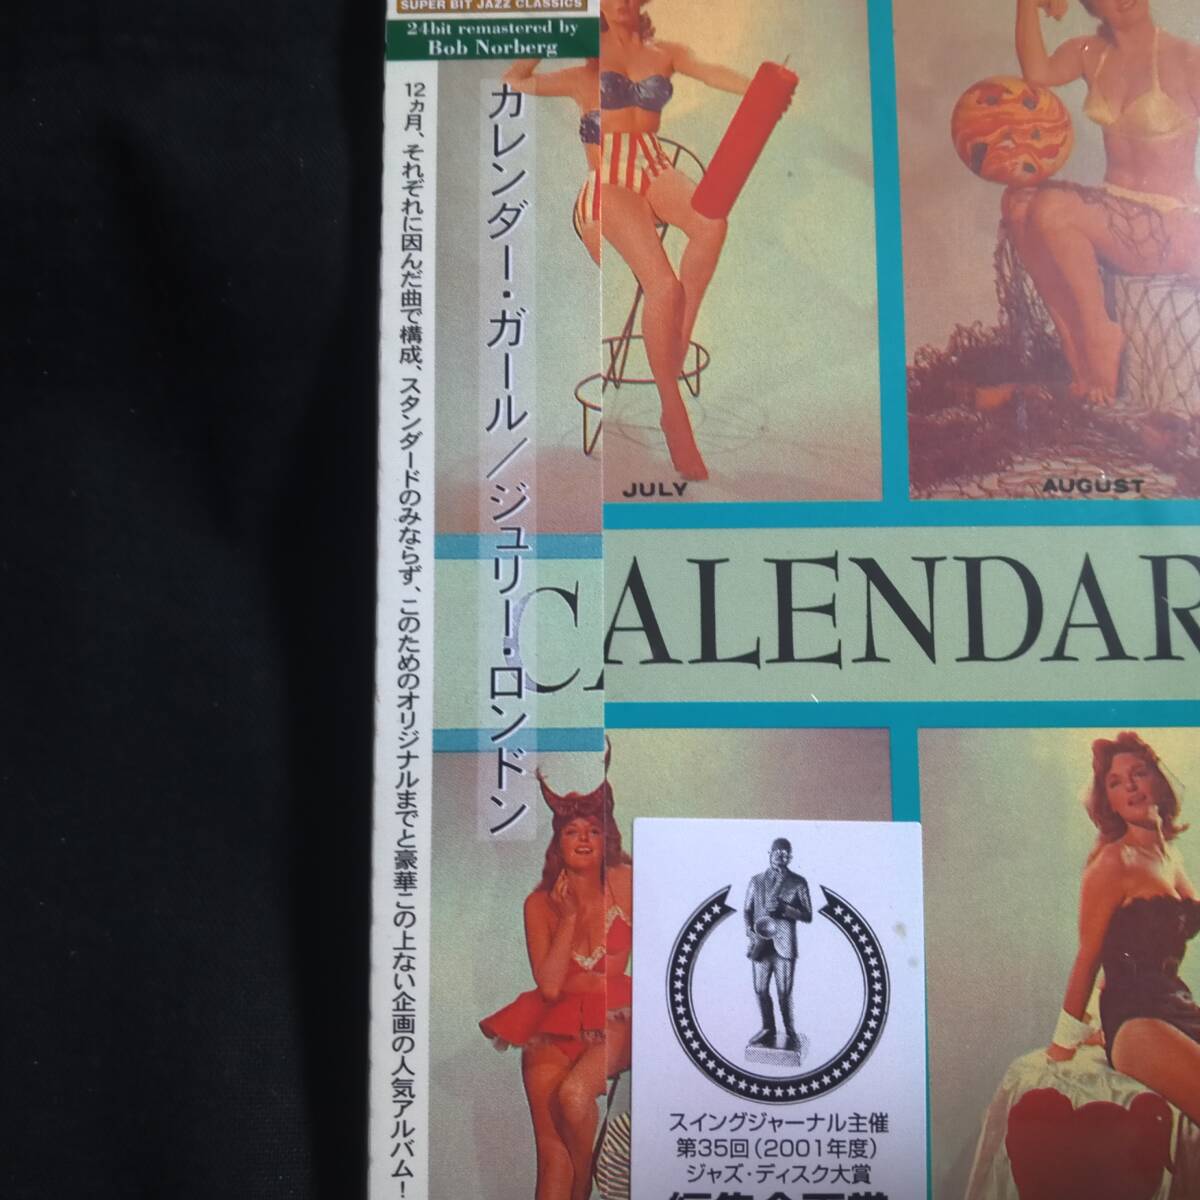 SUPER BIT JAZZ CLASSICS
24bit remastered by
Bob Norberg
カレンダー・ガール／ジュリー・ロンドン
12ヵ月、それぞれに因んだ曲で構成、スタンダードのみならず、このためのオリジナルまでと豪華この上ない企画の人気アルバム！
JULY
AUGUST
CALENDAR
スイングジャーナル主催
第35回（2001年度）
ジャズ・ディスク大賞